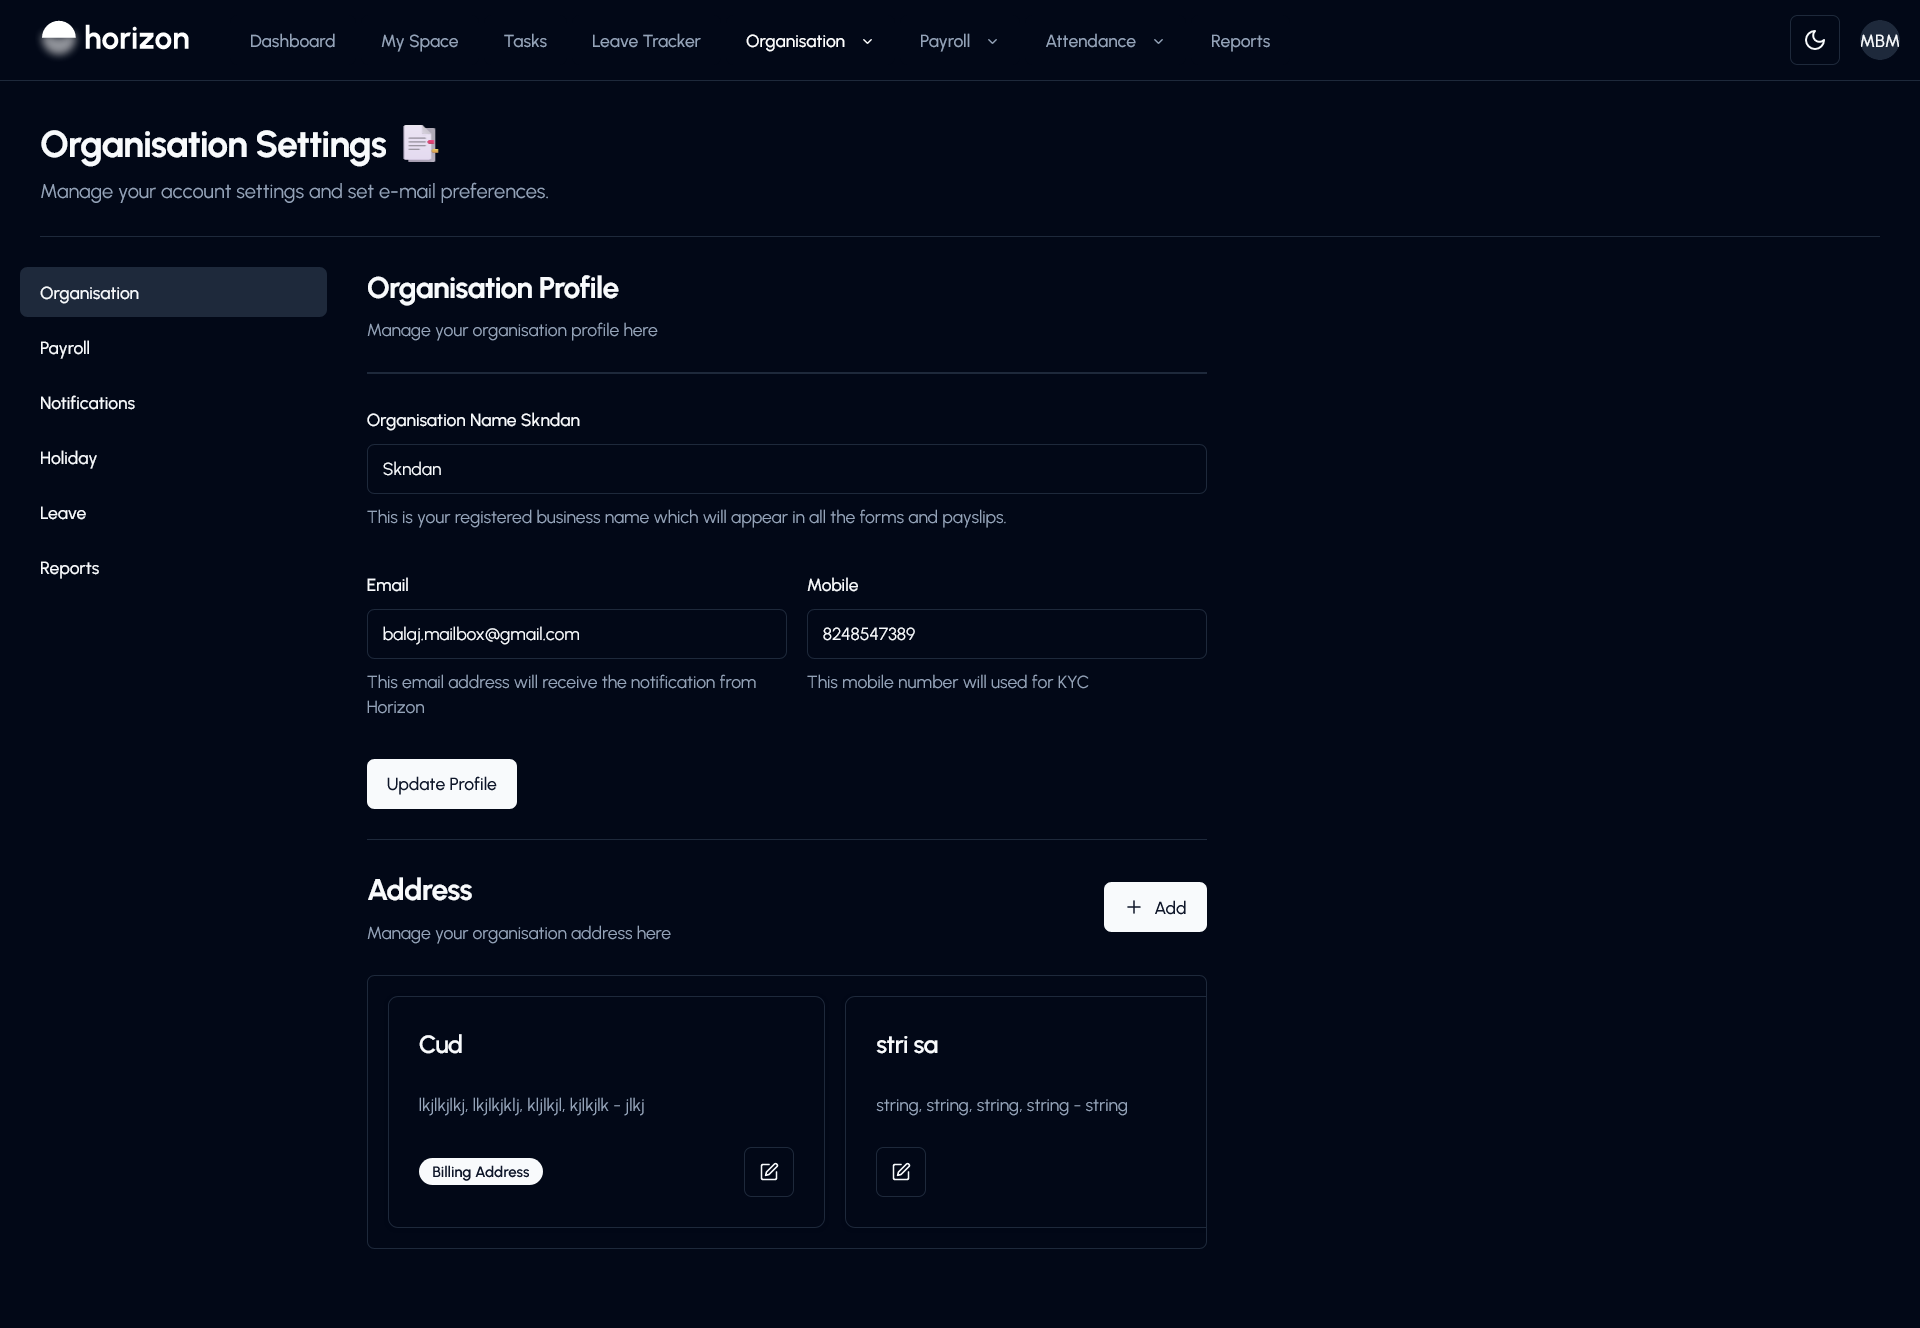 horizon
Dashboard
My Space
Tasks
Leave Tracker
Organisation
Payroll
Attendance
Reports
MBM
Organisation Settings
Manage your account settings and set e-mail preferences.
Organisation
Payroll
Notifications
Holiday
Leave
Reports
Organisation Profile
Manage your organisation profile here
Organisation Name Skndan
Skndan
This is your registered business name which will appear in all the forms and payslips.
Email
balaj.mailbox@gmail.com
This email address will receive the notification from
Horizon
Mobile
8248547389
This mobile number will used for KYC
Update Profile
Address
Manage your organisation address here
Add
Cud
lkjlkjlkj, lkjlkjklj, kljlkjl, kjlkjlk - jlkj
Billing Address
stri sa
string, string, string, string - string